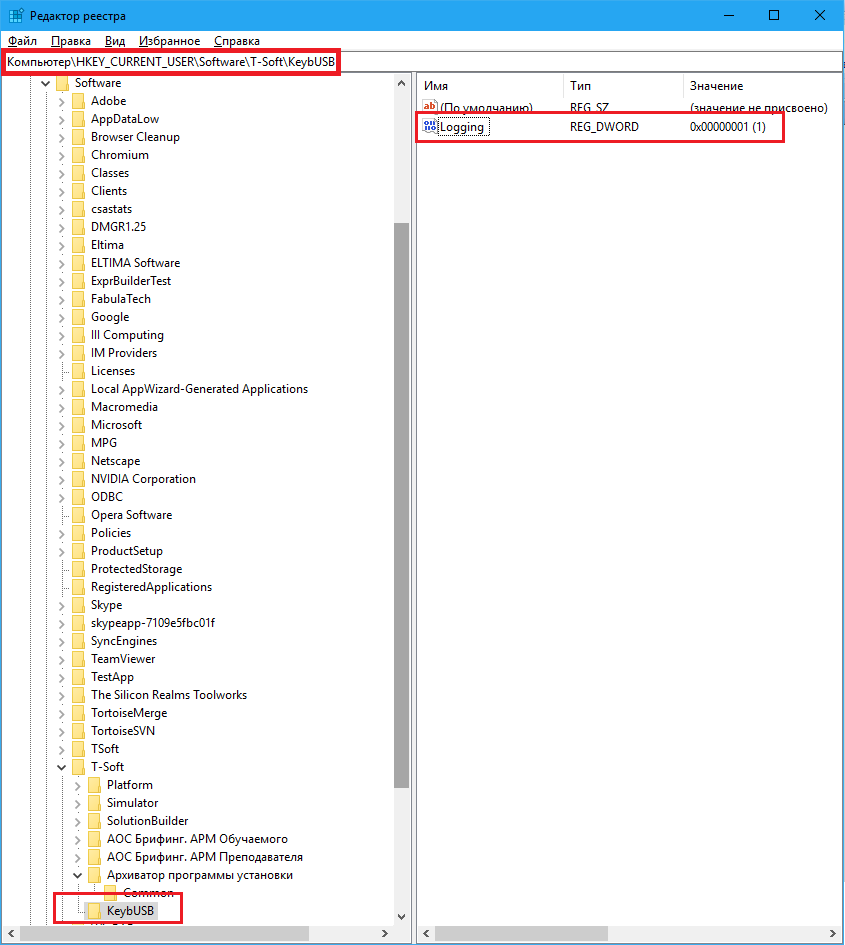 Редактор реестра
Файл Правка Вид Избранное Справка
Компьютер\HKEY_CURRENT_USER\Software\T-Soft\KeybUSB
Software
Adobe
AppDataLow
Browser Cleanup
Chromium
Classes
Clients
csastats
DMGR1.25
Eltima
ELTIMA Software
ExprBuilderTest
FabulaTech
Google
III Computing
IM Providers
Licenses
Local AppWizard-Generated Applications
Macromedia
Microsoft
MPG
Netscape
NVIDIA Corporation
ODBC
Opera Software
Policies
ProductSetup
ProtectedStorage
RegisteredApplications
Skype
skypeapp-7109e5fbc01f
SyncEngines
TeamViewer
TestApp
The Silicon Realms Toolworks
TortoiseMerge
TortoiseSVN
TSoft
T-Soft
Platform
Simulator
SolutionBuilder
АОС Брифинг. АРМ Обучаемого
АОС Брифинг. АРМ Преподавателя
Архиватор программы установки
Common
KeybUSB
Имя Тип Значение
(По умолчанию) REG_SZ (значение не присвоено)
Logging REG_DWORD 0x00000001 (1)